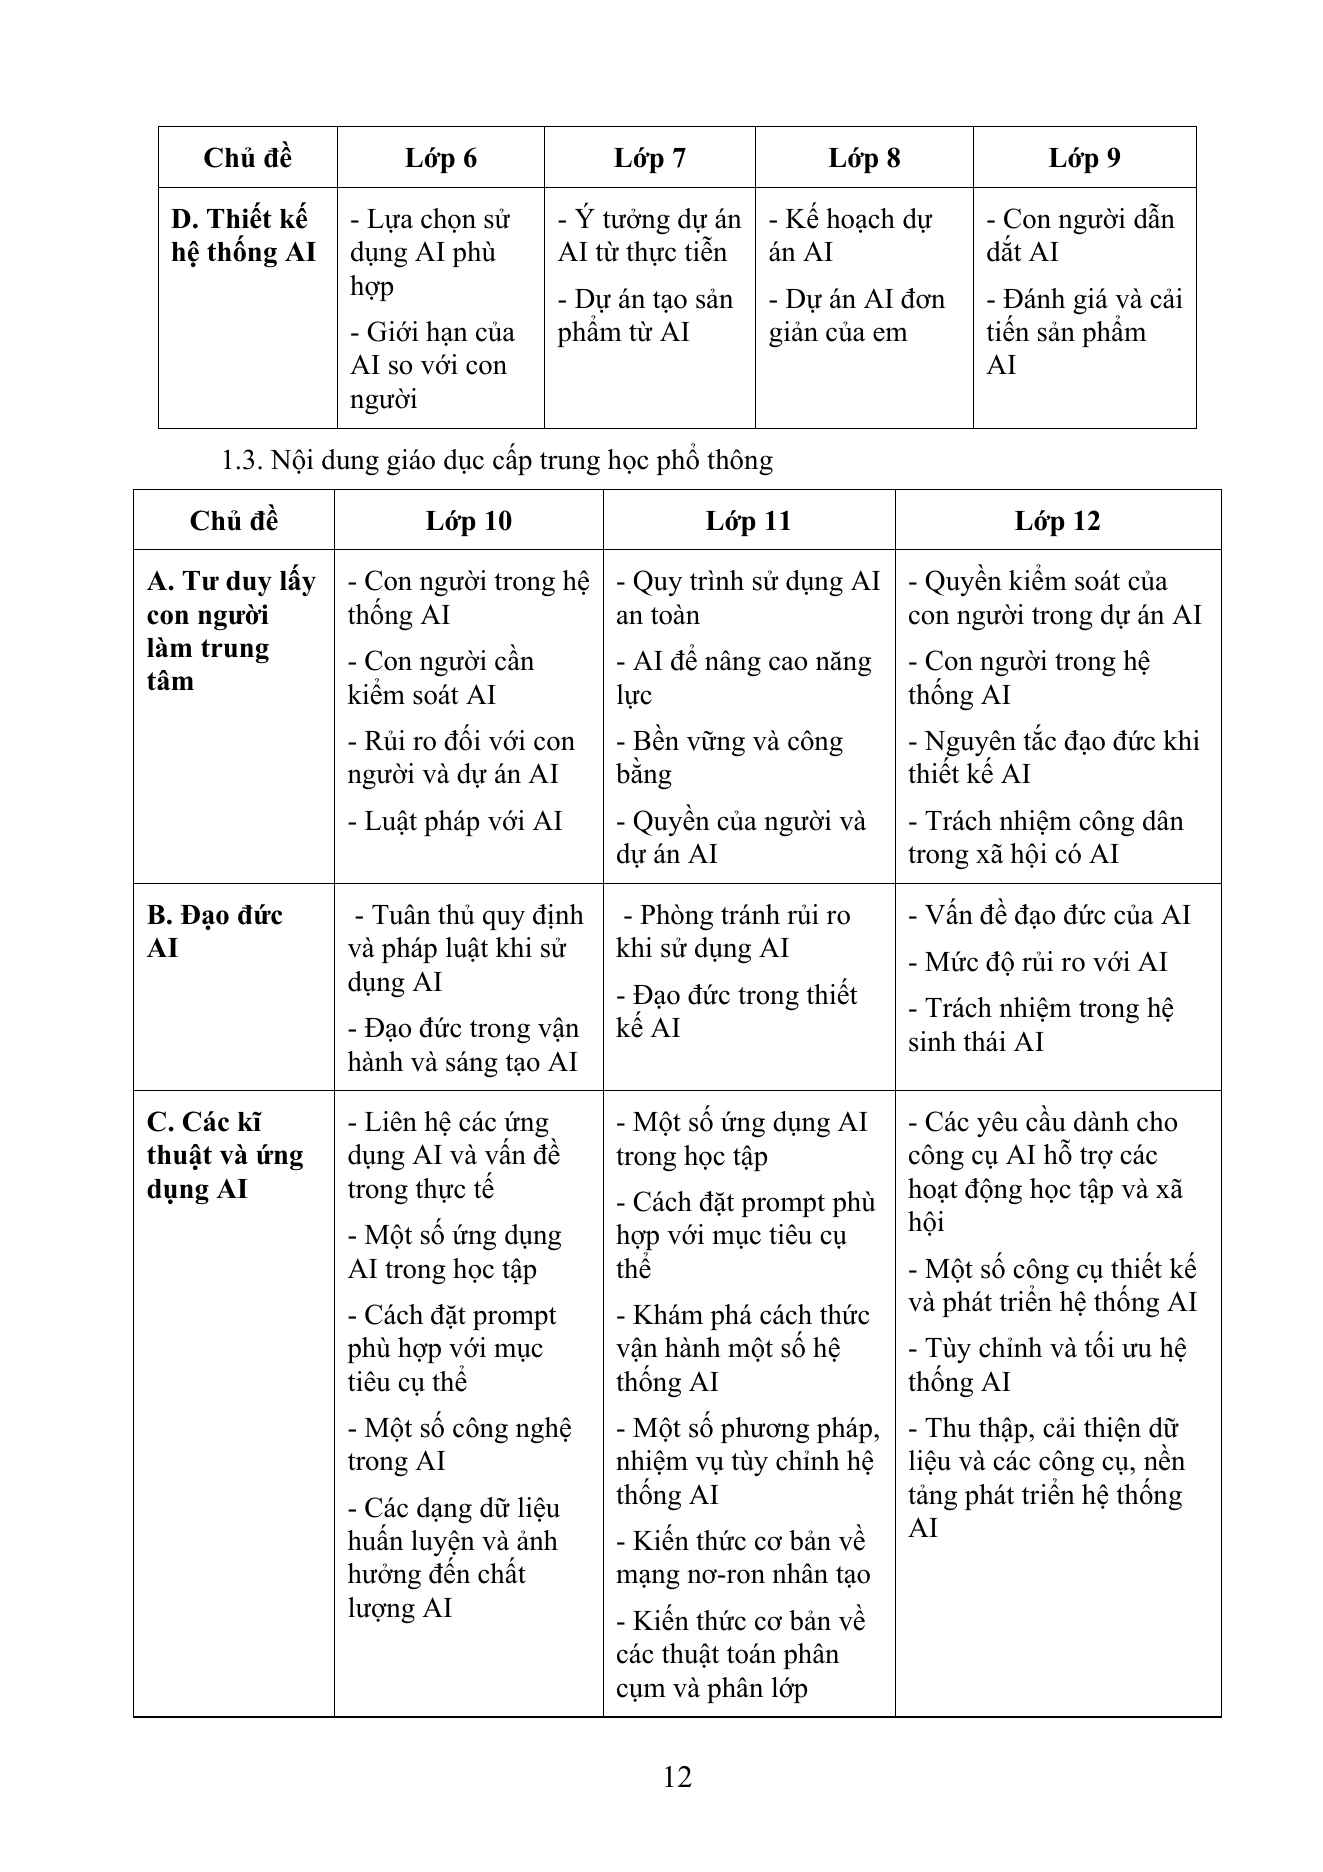 Chủ đề
Lớp 6
Lớp 7
Lớp 8
Lớp 9
D. Thiết kế
hệ thống AI
- Lựa chọn sử
dụng AI phù
hợp
- Giới hạn của
AI so với con
người
- Ý tưởng dự án
AI từ thực tiễn
- Dự án tạo sản
phẩm từ AI
- Kế hoạch dự
án AI
- Dự án AI đơn
giản của em
- Con người dẫn
dắt AI
- Đánh giá và cải
tiến sản phẩm
AI
1.3. Nội dung giáo dục cấp trung học phổ thông
Chủ đề
Lớp 10
Lớp 11
Lớp 12
A. Tư duy lấy
con người
làm trung
tâm
- Con người trong hệ
thống AI
- Con người cần
kiểm soát AI
- Rủi ro đối với con
người và dự án AI
- Luật pháp với AI
- Quy trình sử dụng AI
an toàn
- AI để nâng cao năng
lực
- Bền vững và công
bằng
- Quyền của người và
dự án AI
- Quyền kiểm soát của
con người trong dự án AI
- Con người trong hệ
thống AI
- Nguyên tắc đạo đức khi
thiết kế AI
- Trách nhiệm công dân
trong xã hội có AI
B. Đạo đức
AI
- Tuân thủ quy định
và pháp luật khi sử
dụng AI
- Đạo đức trong vận
hành và sáng tạo AI
- Phòng tránh rủi ro
khi sử dụng AI
- Đạo đức trong thiết
kế AI
- Vấn đề đạo đức của AI
- Mức độ rủi ro với AI
- Trách nhiệm trong hệ
sinh thái AI
C. Các kĩ
thuật và ứng
dụng AI
- Liên hệ các ứng
dụng AI và vấn đề
trong thực tế
- Một số ứng dụng
AI trong học tập
- Cách đặt prompt
phù hợp với mục
tiêu cụ thể
- Một số công nghệ
trong AI
- Các dạng dữ liệu
huấn luyện và ảnh
hưởng đến chất
lượng AI
- Một số ứng dụng AI
trong học tập
- Cách đặt prompt phù
hợp với mục tiêu cụ
thể
- Khám phá cách thức
vận hành một số hệ
thống AI
- Một số phương pháp,
nhiệm vụ tùy chỉnh hệ
thống AI
- Kiến thức cơ bản về
mạng nơ-ron nhân tạo
- Kiến thức cơ bản về
các thuật toán phân
cụm và phân lớp
- Các yêu cầu dành cho
công cụ AI hỗ trợ các
hoạt động học tập và xã
hội
- Một số công cụ thiết kế
và phát triển hệ thống AI
- Tùy chỉnh và tối ưu hệ
thống AI
- Thu thập, cải thiện dữ
liệu và các công cụ, nền
tảng phát triển hệ thống
AI
12